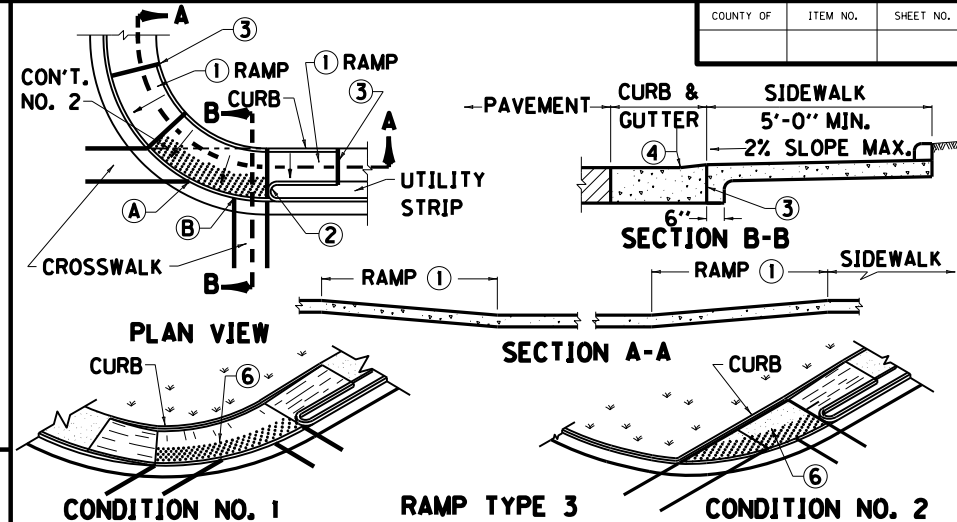 COUNTY OF
ITEM NO.
SHEET NO.
A
3
1 RAMP
1 RAMP
CON'T.
NO. 2
B
CURB
3
A
A
B
UTILITY
STRIP
2
CROSSWALK
B
PLAN VIEW
PAVEMENT
CURB &
GUTTER
SIDEWALK
5'-0" MIN.
2% SLOPE MAX.
4
3
6"
SECTION B-B
RAMP 1
RAMP 1
SIDEWALK
SECTION A-A
CURB
6
CONDITION NO. 1
RAMP TYPE 3
CURB
6
CONDITION NO. 2